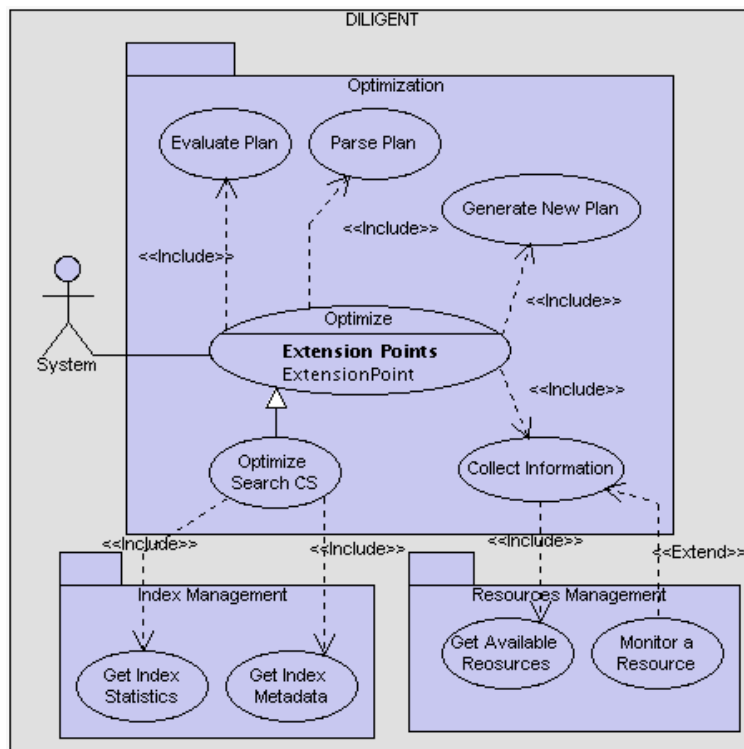 DILIGENT
Optimization
Evaluate Plan
Parse Plan
Generate New Plan
<<Include>>
<<Include>>
<<Include>>
System
Optimize
Extension Points
ExtensionPoint
<<Include>>
Optimize
Search CS
Collect Information
<<Include>>
<<Include>>
<<Include>>
<<Extend>>
Index Management
Resources Management
Get Index
Statistics
Get Index
Metadata
Get Available
Reosurces
Monitor a
Resource